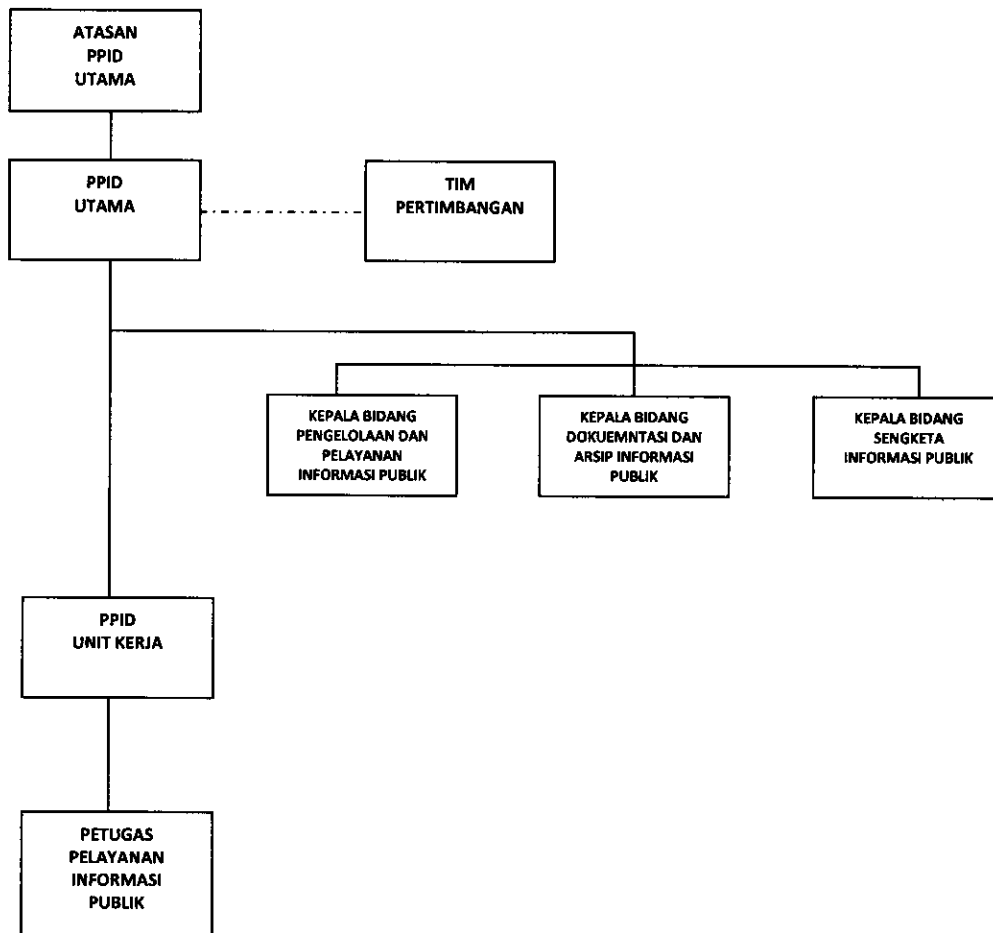 ATASAN
PPID
UTAMA
PPID
UTAMA
TIM
PERTIMBANGAN
KEPALA BIDANG
PENGELOLAAN DAN
PELAYANAN
INFORMASI PUBLIK
KEPALA BIDANG
DOKUEMNTASI DAN
ARSIP INFORMASI
PUBLIK
KEPALA BIDANG
SENGKETA
INFORMASI PUBLIK
PPID
UNIT KERJA
PETUGAS
PELAYANAN
INFORMASI
PUBLIK